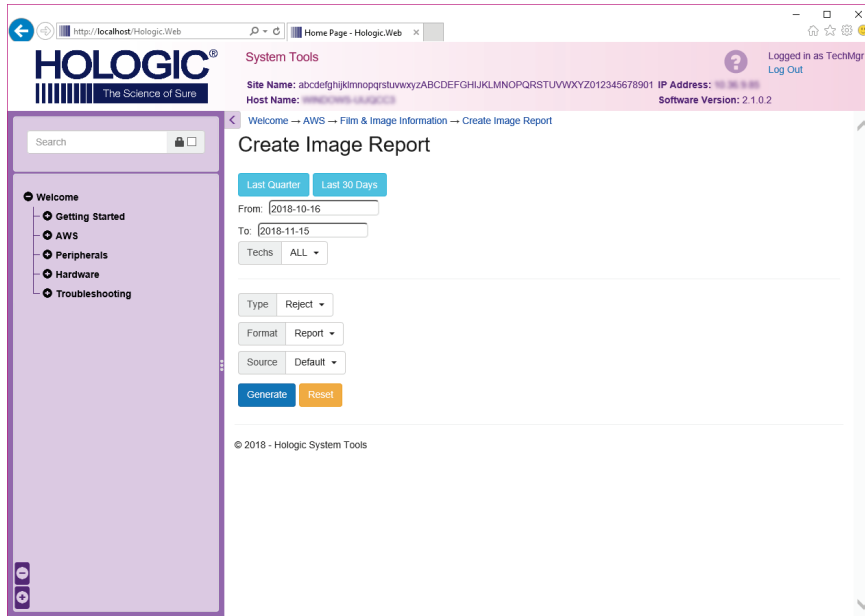 http://localhost/Hologic.Web
Home Page - Hologic.Web
HOLOGIC®
The Science of Sure
System Tools
Logged in as TechMgr
Log Out
Site Name: abcdefghijklmnopqrstuvwxyzABCDEFGHIJKLMNOPQRSTUVWXYZ012345678901 IP Address:
Host Name:
Software Version: 2.1.0.2
Search
Welcome → AWS → Film & Image Information → Create Image Report
Create Image Report
Welcome
Getting Started
AWS
Peripherals
Hardware
Troubleshooting
Last Quarter Last 30 Days
From: 2018-10-16
To: 2018-11-15
Techs ALL
Type Reject
Format Report
Source Default
Generate Reset
© 2018 - Hologic System Tools